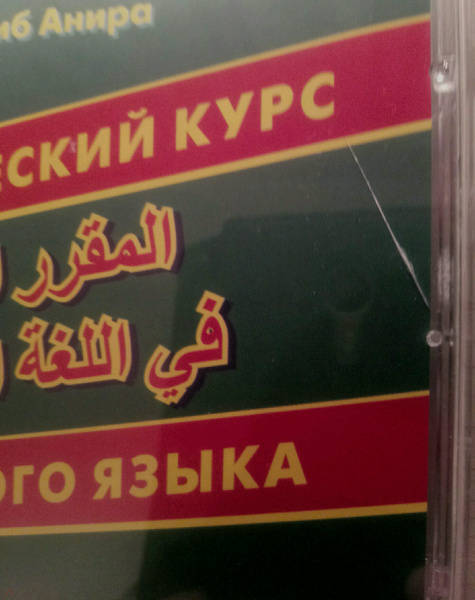 иб Анира
ЕСКИЙ КУРС
المقرر
في اللغة
ОГО ЯЗЫКА